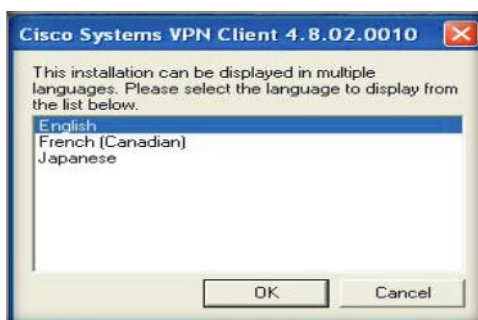 Cisco Systems VPN Client 4.8.02.0010
This installation can be displayed in multiple
languages. Please select the language to display from
the list below.
English
French (Canadian)
Japanese
OK
Cancel